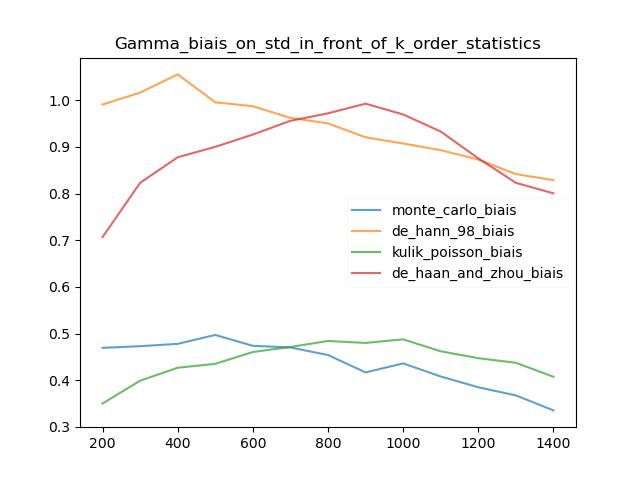 Gamma_biais_on_std_in_front_of_k_order_statistics
1.0
0.9
0.8
0.7
0.6
0.5
0.4
0.3
monte_carlo_biais
de_hann_98_biais
kulik_poisson_biais
de_haan_and_zhou_biais
200 400 600 800 1000 1200 1400